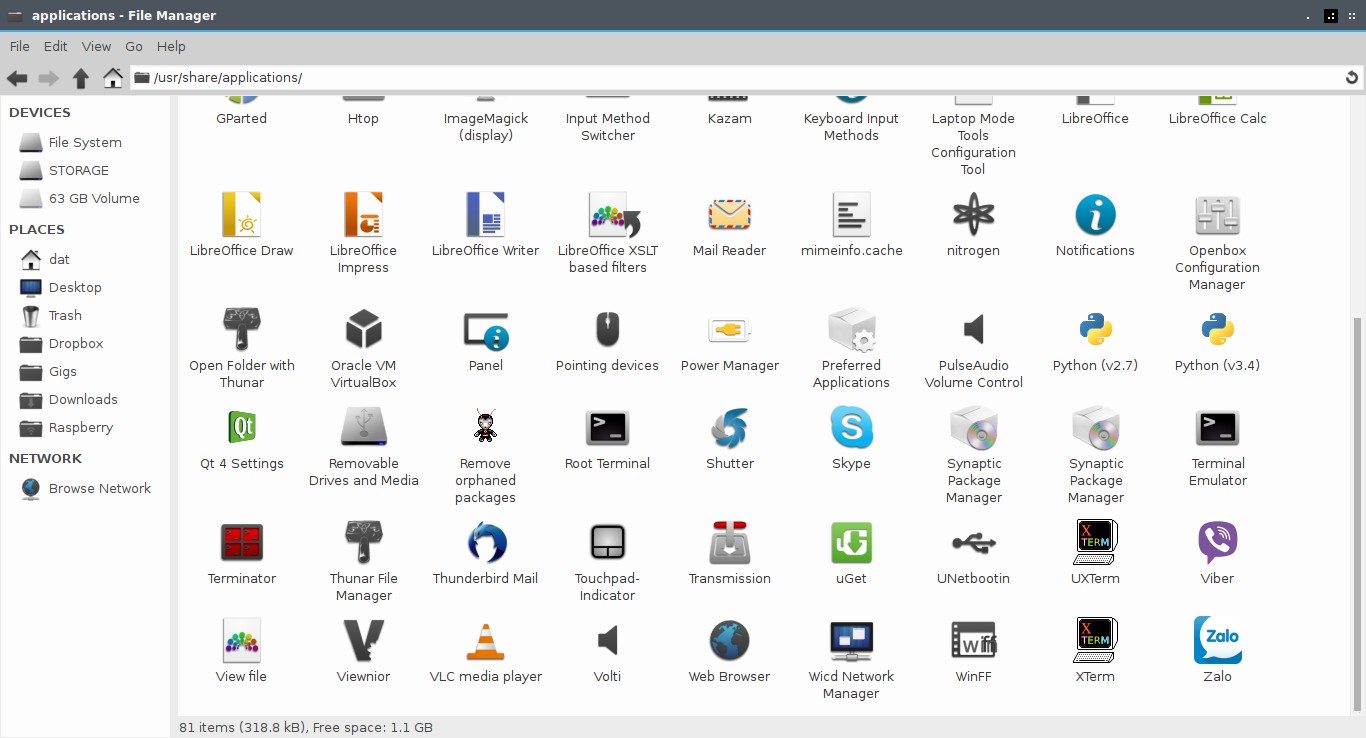 applications - File Manager
File Edit View Go Help
/usr/share/applications/
DEVICES
File System
STORAGE
63 GB Volume
PLACES
dat
Desktop
Trash
Dropbox
Gigs
Downloads
Raspberry
NETWORK
Browse Network
GParted
Htop
ImageMagick
(display)
Input Method
Switcher
Kazam
Keyboard Input
Methods
Laptop Mode
Tools
Configuration
Tool
LibreOffice
LibreOffice Calc
LibreOffice Draw
LibreOffice
Impress
LibreOffice Writer
LibreOffice XSLT
based filters
Mail Reader
mimeinfo.cache
nitrogen
Notifications
Openbox
Configuration
Manager
Open Folder with
Thunar
Oracle VM
VirtualBox
Panel
Pointing devices
Power Manager
Preferred
Applications
PulseAudio
Volume Control
Python (v2.7)
Python (v3.4)
Qt
Qt 4 Settings
Removable
Drives and Media
Remove
orphaned
packages
Root Terminal
Shutter
S
Skype
Synaptic
Package
Manager
Synaptic
Package
Manager
Terminal
Emulator
Terminator
Thunar File
Manager
Thunderbird Mail
Touchpad-
Indicator
Transmission
uGet
UNetbootin
X
TERM
UXTerm
Viber
View file
Viewnior
VLC media player
Volti
Web Browser
Wicd Network
Manager
wiff
WinFF
X
TERM
XTerm
Zalo
Zalo
81 items (318.8 kB), Free space: 1.1 GB